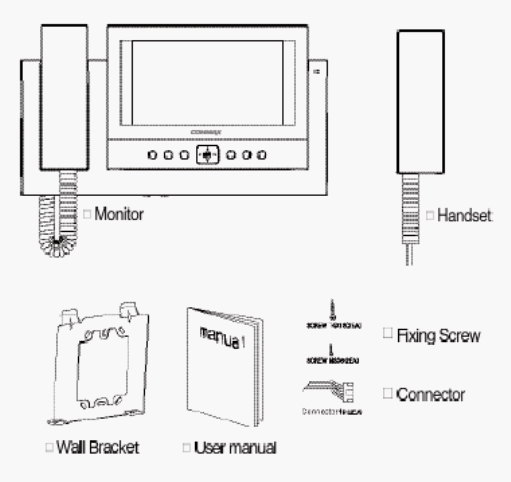 COMMAX
□ Monitor
□ Handset
manual
□ Fixing Screw
□ Connector
□ Wall Bracket
□ User manual